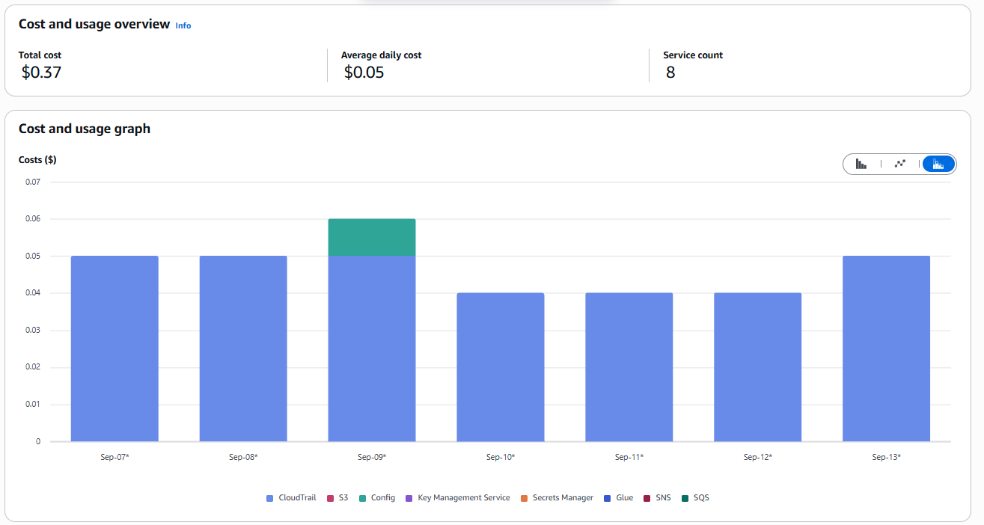 Cost and usage overview Info
Total cost
$0.37
Average daily cost
$0.05
Service count
8
Cost and usage graph
Costs ($)
0.07
0.06
0.05
0.04
0.03
0.02
0.01
0
Sep-07* Sep-08* Sep-09* Sep-10* Sep-11* Sep-12* Sep-13*
CloudTrail S3 Config Key Management Service Secrets Manager Glue SNS SQS